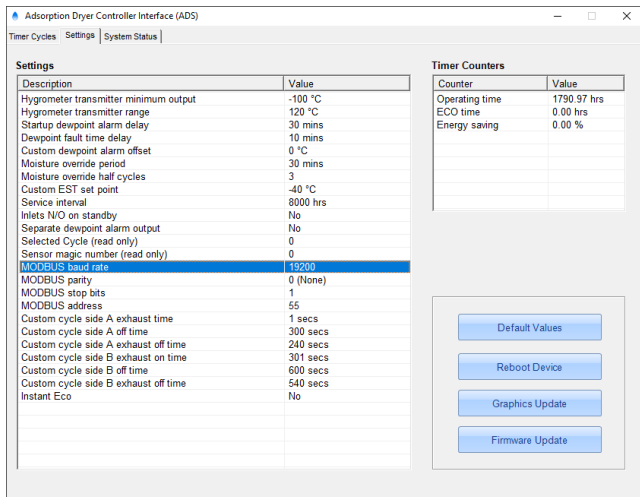 Adsorption Dryer Controller Interface (ADS)
Timer Cycles Settings System Status
Settings
Description Value
Hygrometer transmitter minimum output -100 °C
Hygrometer transmitter range 120 °C
Startup dewpoint alarm delay 30 mins
Dewpoint fault time delay 10 mins
Custom dewpoint alarm offset 0 °C
Moisture override period 30 mins
Moisture override half cycles 3
Custom EST set point -40 °C
Service interval 8000 hrs
Inlets N/O on standby No
Separate dewpoint alarm output No
Selected Cycle (read only) 0
Sensor magic number (read only) 0
MODBUS baud rate 19200
MODBUS parity 0 (None)
MODBUS stop bits 1
MODBUS address 55
Custom cycle side A exhaust time 1 secs
Custom cycle side A off time 300 secs
Custom cycle side A exhaust off time 240 secs
Custom cycle side B exhaust on time 301 secs
Custom cycle side B off time 600 secs
Custom cycle side B exhaust off time 540 secs
Instant Eco No
Timer Counters
Counter Value
Operating time 1790.97 hrs
ECO time 0.00 hrs
Energy saving 0.00 %
Default Values
Reboot Device
Graphics Update
Firmware Update